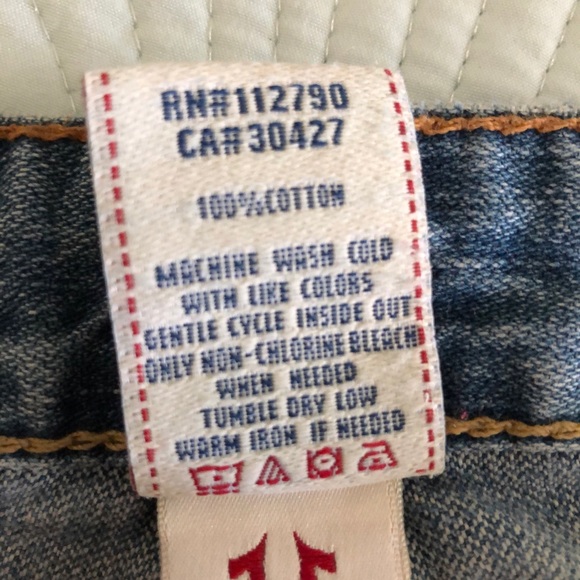 RN#112790
CA#30427
100%COTTON
MACHINE WASH COLD
WITH LIKE COLORS
GENTLE CYCLE INSIDE OUT
ONLY NON-CHLORINE BLEACH
WHEN NEEDED
TUMBLE DRY LOW
WARM IRON IF NEEDED